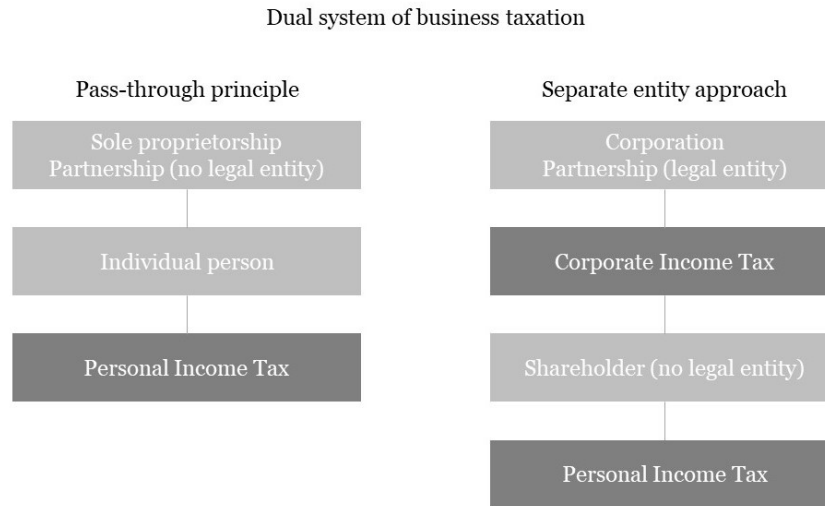 Dual system of business taxation
Pass-through principle
Sole proprietorship
Partnership (no legal entity)
Individual person
Personal Income Tax
Separate entity approach
Corporation
Partnership (legal entity)
Corporate Income Tax
Shareholder (no legal entity)
Personal Income Tax